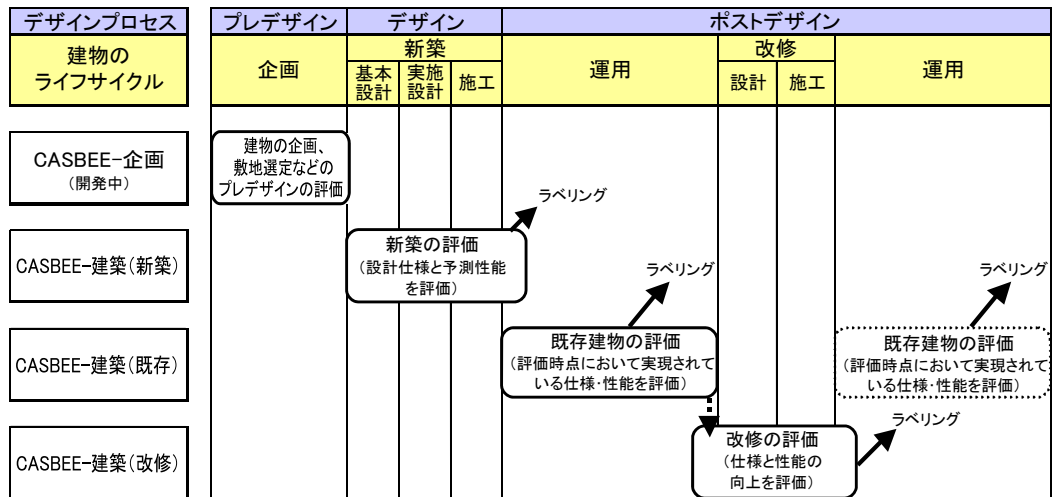 デザインプロセス
プレデザイン
デザイン
ポストデザイン
建物の
ライフサイクル
企画
新築
基本
設計
実施
設計
施工
運用
改修
設計
施工
運用
CASBEE-企画
(開発中)
建物の企画、
敷地選定などの
プレデザインの評価
ラベリング
CASBEE-建築(新築)
新築の評価
(設計仕様と予測性能
を評価)
ラベリング
ラベリング
CASBEE-建築(既存)
既存建物の評価
(評価時点において実現されて
いる仕様・性能を評価)
既存建物の評価
(評価時点において実現されて
いる仕様・性能を評価)
ラベリング
CASBEE-建築(改修)
改修の評価
(仕様と性能の
向上を評価)